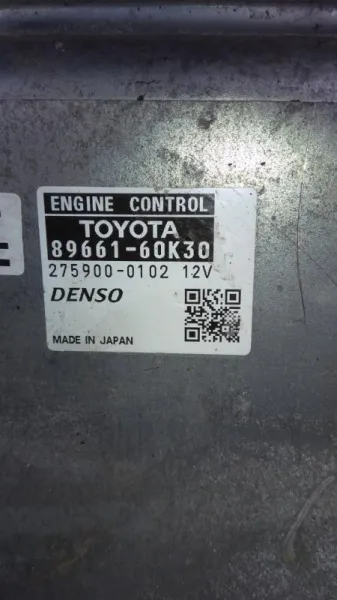 ENGINE CONTROL
TOYOTA
89661-60K30
275900-0102 12V
DENSO
MADE IN JAPAN